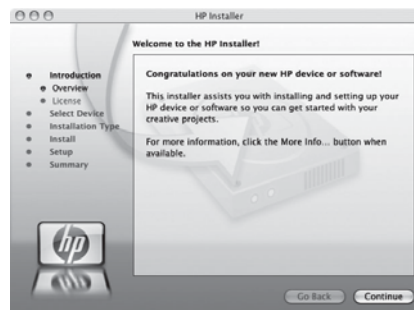 HP Installer
Welcome to the HP Installer!
Introduction
Overview
License
Select Device
Installation Type
Install
Setup
Summary
Congratulations on your new HP device or software!
This installer assists you with installing and setting up your
HP device or software so you can get started with your
creative projects.
For more information, click the More Info... button when
available.
hp
Go Back
Continue